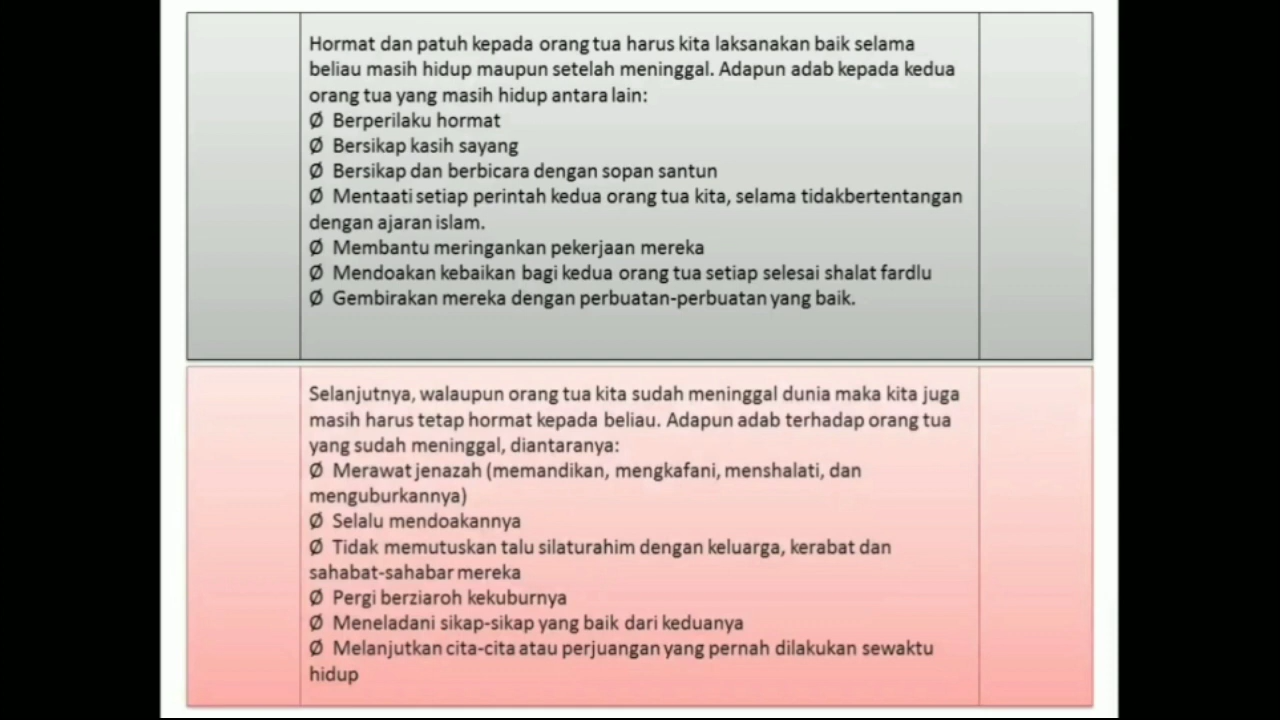 Hormat dan patuh kepada orang tua harus kita laksanakan baik selama
beliau masih hidup maupun setelah meninggal. Adapun adab kepada kedua
orang tua yang masih hidup antara lain:
Ø Berperilaku hormat
Ø Bersikap kasih sayang
Ø Bersikap dan berbicara dengan sopan santun
Ø Mentaati setiap perintah kedua orang tua kita, selama tidakbertentangan
dengan ajaran islam.
Ø Membantu meringankan pekerjaan mereka
Ø Mendoakan kebaikan bagi kedua orang tua setiap selesai shalat fardlu
Ø Gembirakan mereka dengan perbuatan-perbuatan yang baik.
Selanjutnya, walaupun orang tua kita sudah meninggal dunia maka kita juga
masih harus tetap hormat kepada beliau. Adapun adab terhadap orang tua
yang sudah meninggal, diantaranya:
Ø Merawat jenazah (memandikan, mengkafani, menshalati, dan
menguburkannya)
Ø Selalu mendoakannya
Ø Tidak memutuskan talu silaturahim dengan keluarga, kerabat dan
sahabat-sahabar mereka
Ø Pergi berziaroh kekuburnya
Ø Meneladani sikap-sikap yang baik dari keduanya
Ø Melanjutkan cita-cita atau perjuangan yang pernah dilakukan sewaktu
hidup